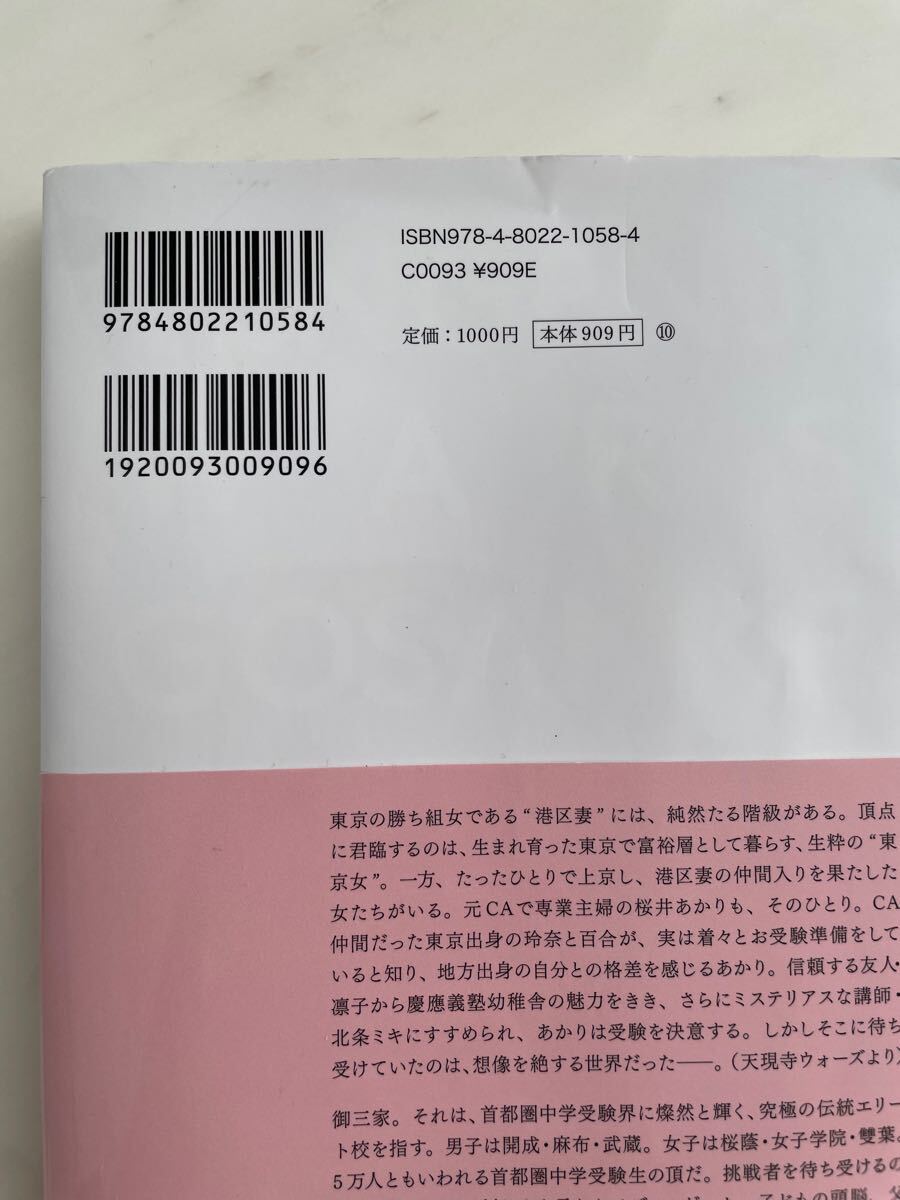 ISBN978-4-8022-1058-4
C0093 ¥909E
9784802210584
定価：1000円 本体 909 円 ⑩
1920093009096
東京の勝ち組女である“港区妻”には、純然たる階級がある。頂点
に君臨するのは、生まれ育った東京で富裕層として暮らす、生粋の“東
京女”。一方、たったひとりで上京し、港区妻の仲間入りを果たした
女たちがいる。元CAで専業主婦の桜井あかりも、そのひとり。CA
仲間だった東京出身の玲奈と百合が、実は着々とお受験準備をして
いると知り、地方出身の自分との格差を感じるあかり。信頼する友人・
凛子から慶應義塾幼稚舎の魅力をきき、さらにミステリアスな講師・
北条ミキにすすめられ、あかりは受験を決意する。しかしそこに待ち
受けていたのは、想像を絶する世界だった――。（天現寺ウォーズより）
御三家。それは、首都圏中学受験界に燦然と輝く、究極の伝統エリー
ト校を指す。男子は開成・麻布・武蔵。女子は桜蔭・女子学院・雙葉。
5万人ともいわれる首都圏中学受験生の頂だ。挑戦者を待ち受けるの